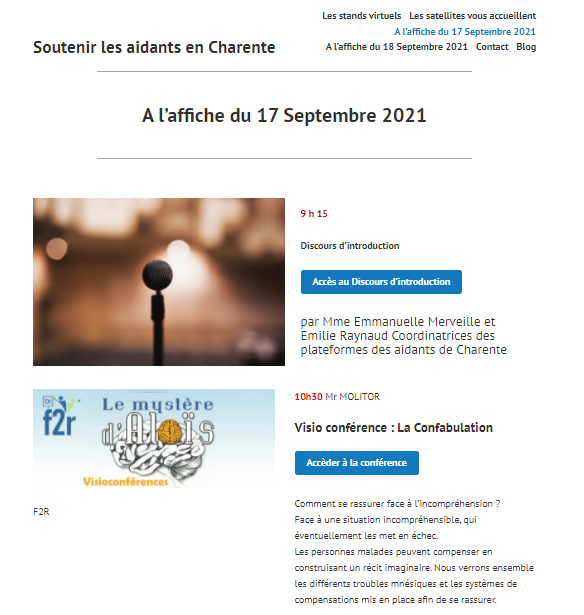 Les stands virtuels Les satellites vous accueillent
A l’affiche du 17 Septembre 2021
Soutenir les aidants en Charente
A l’affiche du 18 Septembre 2021 Contact Blog
A l’affiche du 17 Septembre 2021
9 h 15
Discours d’introduction
Accès au Discours d’introduction
par Mme Emmanuelle Merville et
Emilie Raynaud Coordinatrices des
plateformes des aidants de Charente
f2r
Le mystère
d'Aloïs
Visioconférences
F2R
10h30 Mr MOLITOR
Visio conférence : La Confabulation
Accèder à la conférence
Comment se rassurer face à l’incompréhension ?
Face à une situation incompréhensible, qui
éventuellement les met en échec.
Les personnes malades peuvent compenser en
construisant un récit imaginaire. Nous verrons ensemble
les différents troubles mnésiques et les systèmes de
compensations mis en place afin de se rassurer.